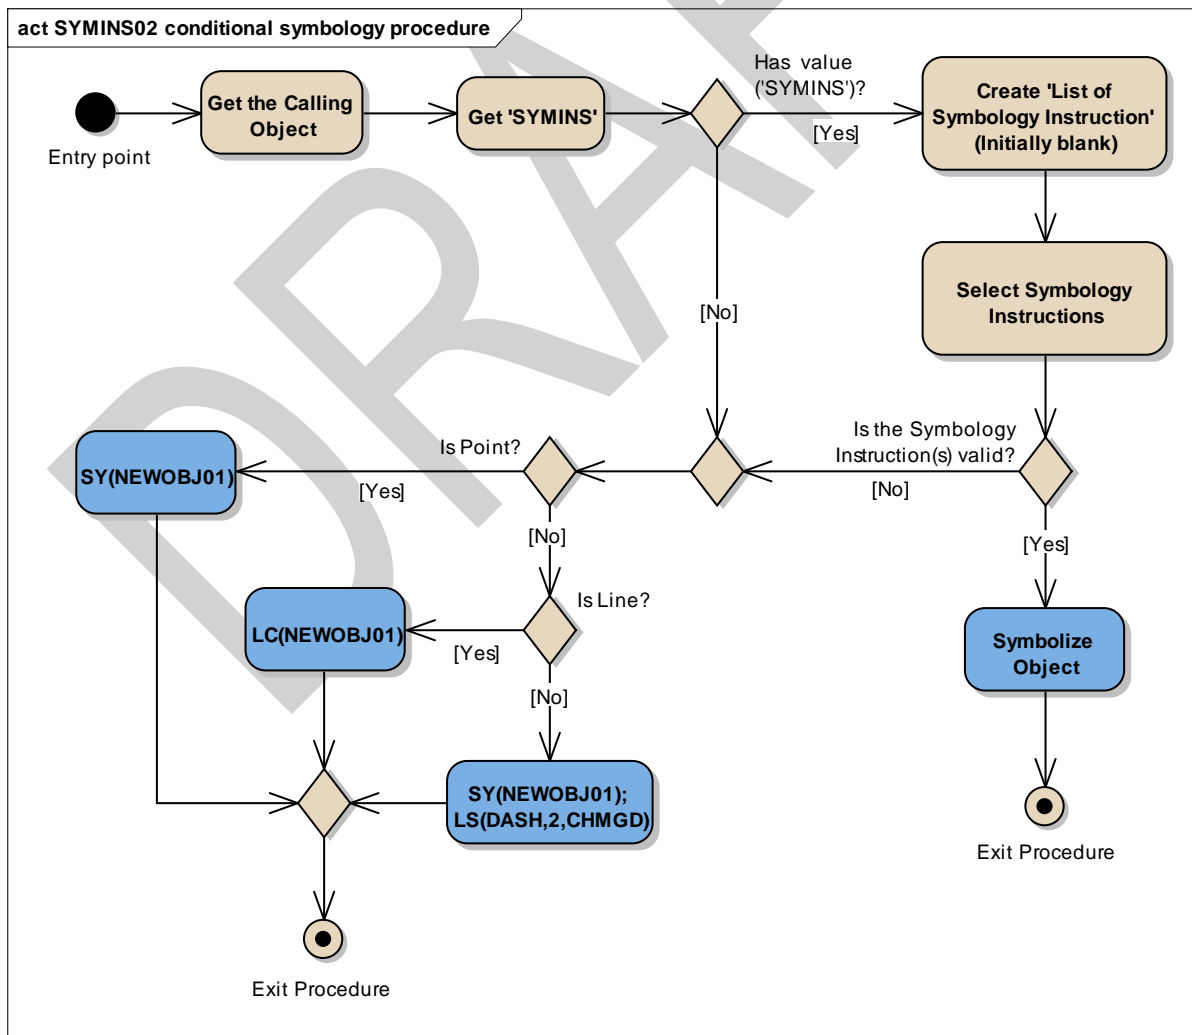 act SYMINS02 conditional symbology procedure
Entry point
Get the Calling
Object
Get 'SYMINS'
Has value
('SYMINS')?
[Yes]
Create 'List of
Symbology Instruction'
(Initially blank)
[No]
Select Symbology
Instructions
Is the Symbology
Instruction(s) valid?
[No]
[Yes]
Is Point?
[Yes]
SY(NEWOBJ01)
[No]
Is Line?
[Yes]
LC(NEWOBJ01)
[No]
SY(NEWOBJ01);
LS(DASH,2,CHMGD)
Symbolize
Object
Exit Procedure
Exit Procedure